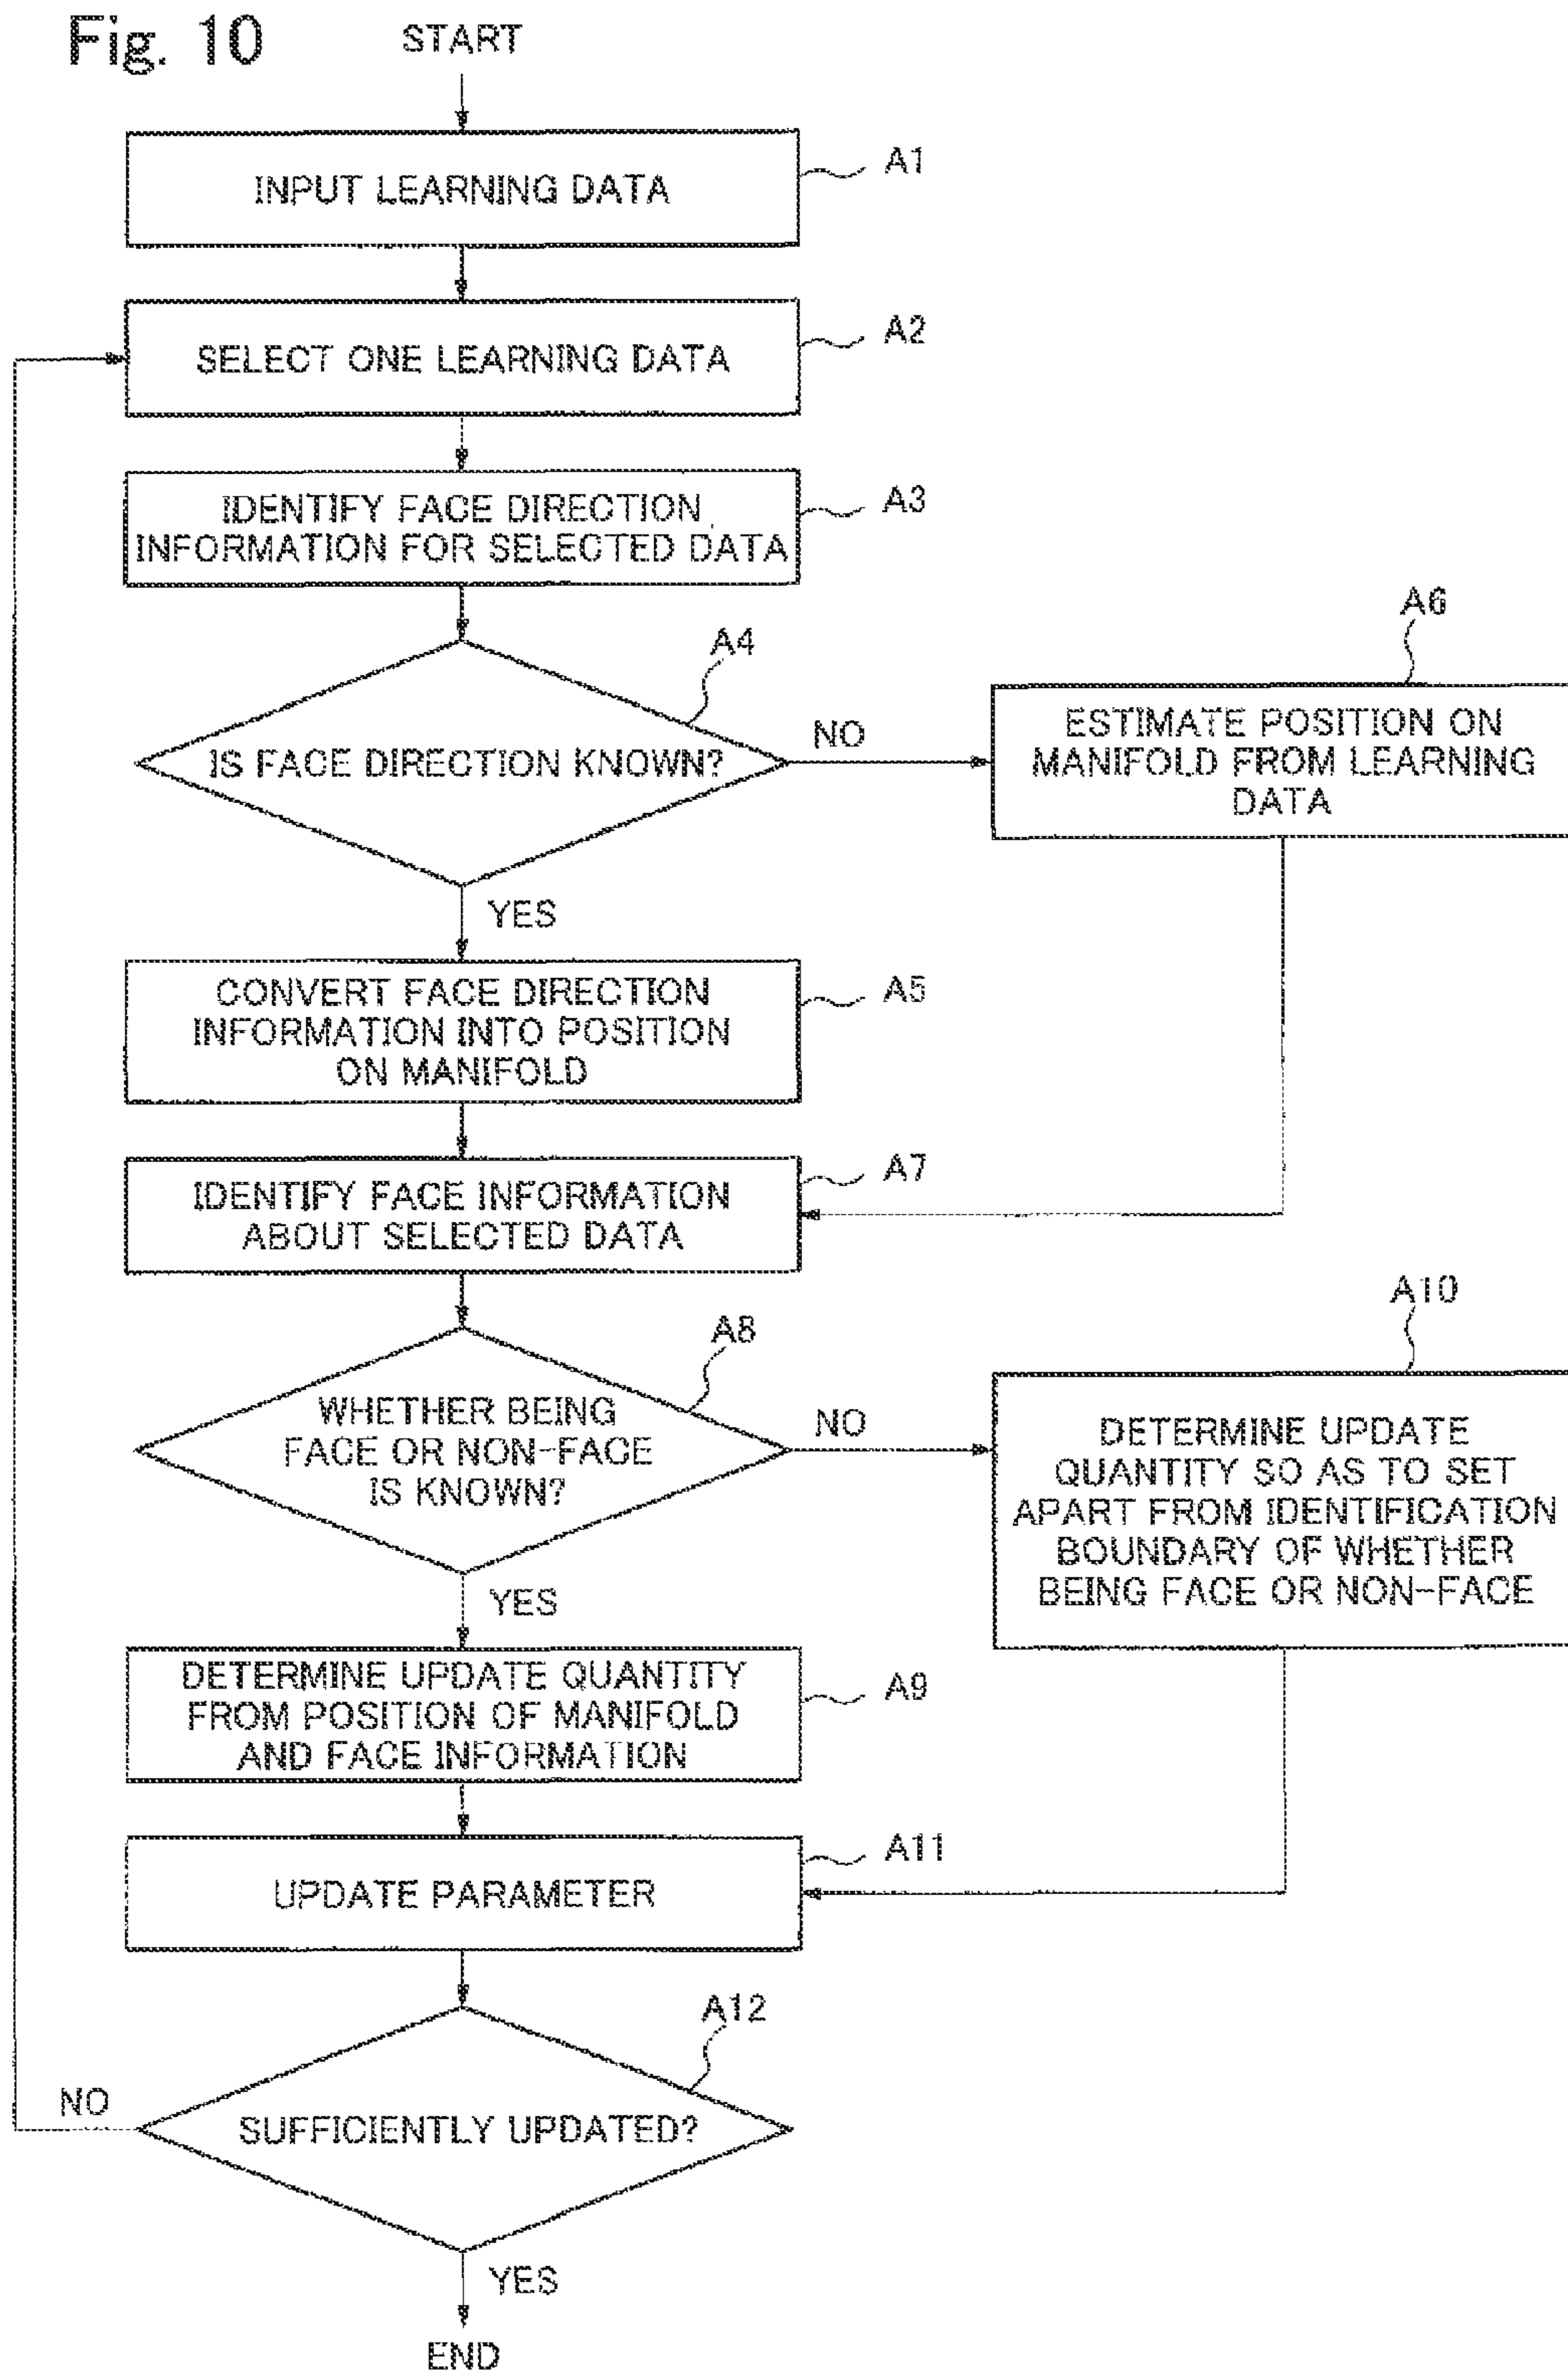 Fig. 10
START
INPUT LEARNING DATA
A1
SELECT ONE LEARNING DATA
A2
IDENTIFY FACE DIRECTION
INFORMATION FOR SELECTED DATA
A3
A4
IS FACE DIRECTION KNOWN?
NO
A6
ESTIMATE POSITION ON
MANIFOLD FROM LEARNING
DATA
YES
CONVERT FACE DIRECTION
INFORMATION INTO POSITION
ON MANIFOLD
A5
IDENTIFY FACE INFORMATION
ABOUT SELECTED DATA
A7
A8
WHETHER BEING
FACE OR NON-FACE
IS KNOWN?
NO
A10
DETERMINE UPDATE
QUANTITY SO AS TO SET
APART FROM IDENTIFICATION
BOUNDARY OF WHETHER
BEING FACE OR NON-FACE
YES
DETERMINE UPDATE QUANTITY
FROM POSITION OF MANIFOLD
AND FACE INFORMATION
A9
UPDATE PARAMETER
A11
A12
SUFFICIENTLY UPDATED?
NO
YES
END